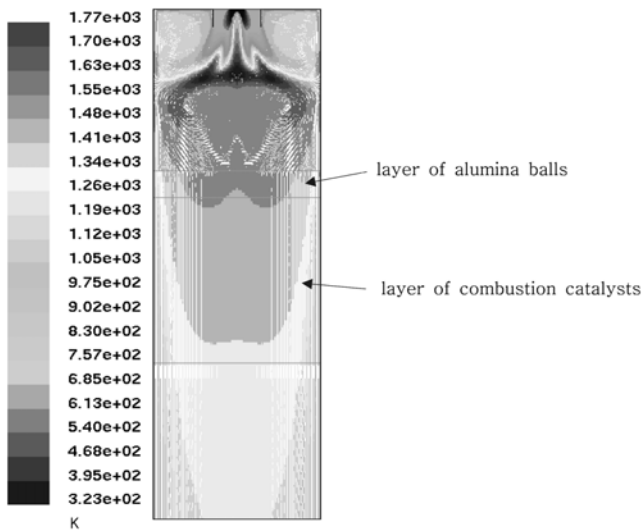 1.77e+03
1.70e+03
1.63e+03
1.55e+03
1.48e+03
1.41e+03
1.34e+03
1.26e+03
1.19e+03
1.12e+03
1.05e+03
9.75e+02
9.02e+02
8.30e+02
7.57e+02
6.85e+02
6.13e+02
5.40e+02
4.68e+02
3.95e+02
3.23e+02
K
layer of alumina balls
layer of combustion catalysts